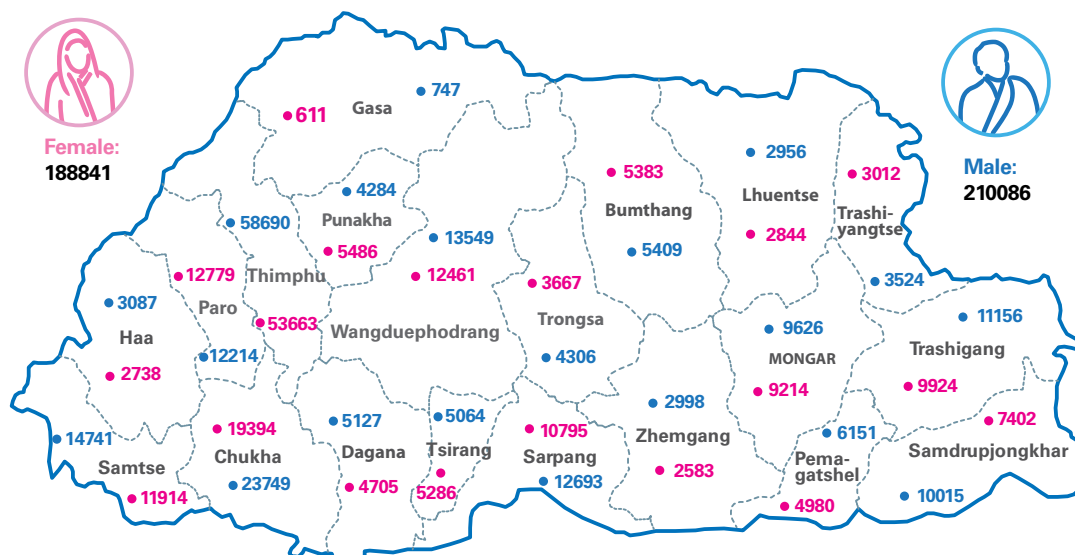 Female:
188841
Male:
210086
747
611
Gasa
4284
Punakha
5486
58690
Thimphu
53663
12779
Paro
12214
3087
Haa
2738
13549
12461
Wangduephodrang
3667
Trongsa
4306
5383
Bumthang
5409
2956
Lhuentse
2844
3012
Trashi-
yangtse
3524
11156
Trashigang
9924
9626
MONGAR
9214
14741
Samtse
11914
19394
Chukha
23749
5127
Dagana
4705
5064
Tsirang
5286
10795
Sarpang
12693
2998
Zhemgang
2583
6151
Pema-
gatshel
4980
7402
Samdrupjongkhar
10015